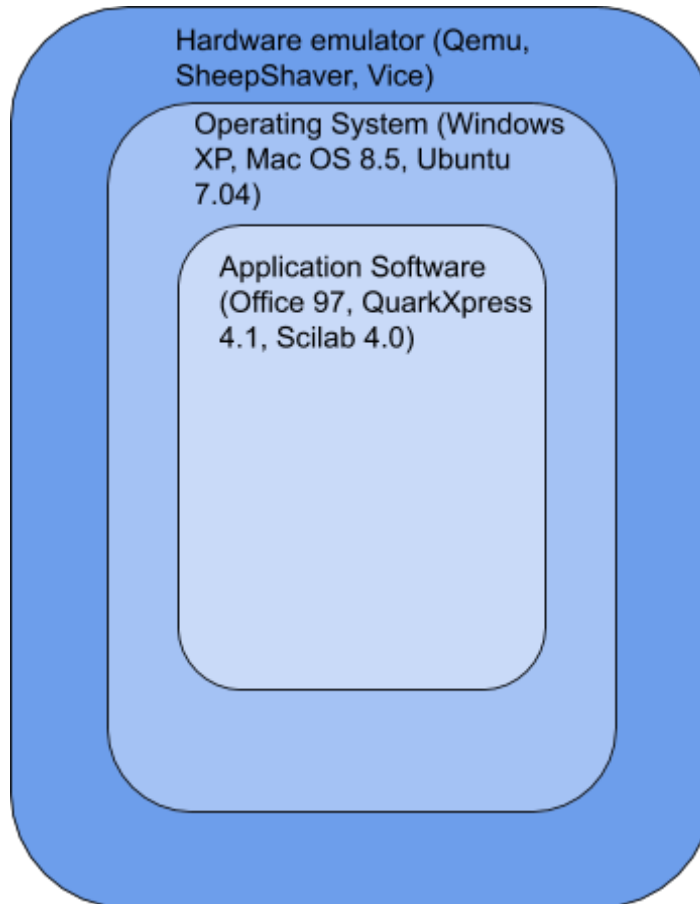 Hardware emulator (Qemu,
SheepShaver, Vice)
Operating System (Windows
XP, Mac OS 8.5, Ubuntu
7.04)
Application Software
(Office 97, QuarkXpress
4.1, Scilab 4.0)